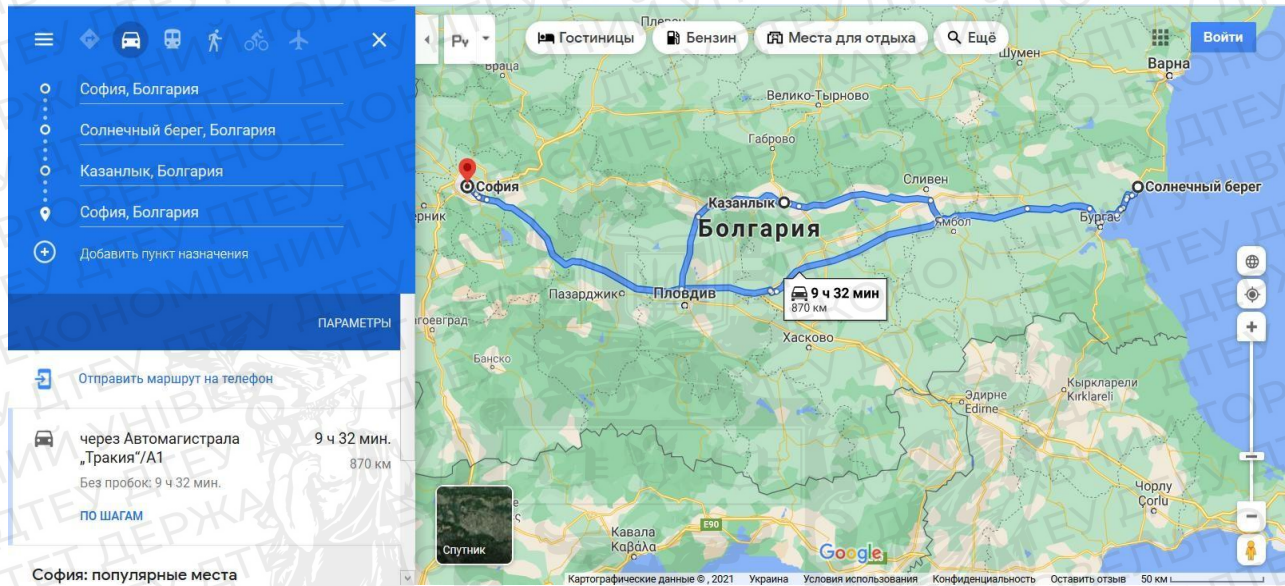 София, Болгария
Солнечный берег, Болгария
Казанлык, Болгария
София, Болгария
Добавить пункт назначения
ПАРАМЕТРЫ
Отправить маршрут на телефон
через Автомагистрала
„Тракия“/A1
9 ч 32 мин.
870 км
Без пробок: 9 ч 32 мин.
ПО ШАГАМ
София: популярные места
Гостиницы
Бензин
Места для отдыха
Ещё
Войти
Плевен
Шумен
Варна
Враца
Велико-Тырново
Габрово
София
Сливен
Солнечный берег
Казанлык
ерник
Болгария
Ямбол
Бургас
Пазарджик
Пловдив
9 ч 32 мин
870 км
гоевград
Хасково
Банско
Кыркларели
Kırklareli
Эдирне
Edirne
Чорлу
Çorlu
E90
Кавала
Καβάλα
Спутник
Google
Картографические данные © , 2021 Украина Условия использования Конфиденциальность Оставить отзыв 50 км